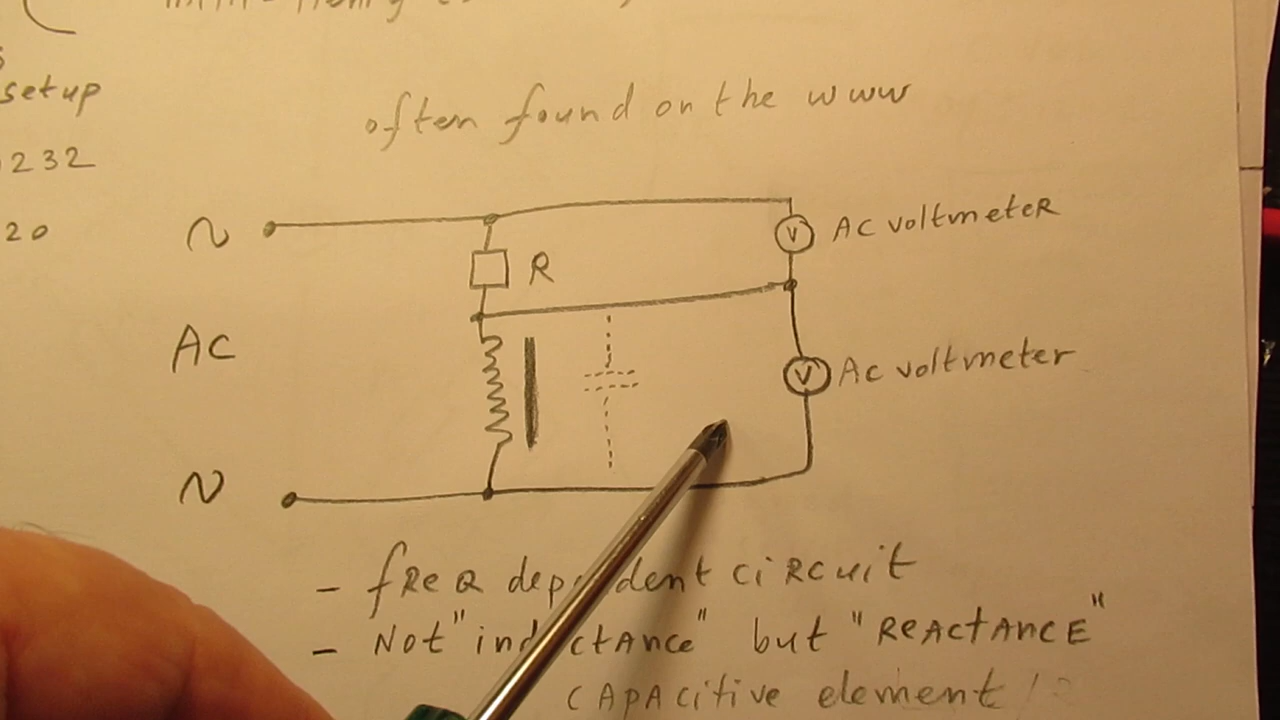 setup
232
20
often found on the www
AC voltmeteR
R
AC
AC voltmeter
V
V
- fReQ dependent CiRCuit
- Not "inductAnce" but "ReActAncE"
CAPAcitive element